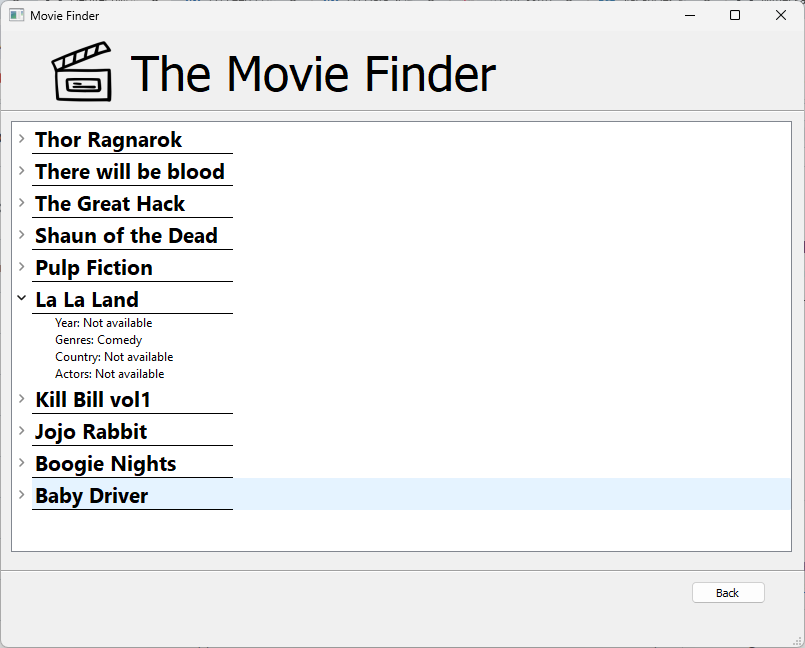 Movie Finder
The Movie Finder
Thor Ragnarok
There will be blood
The Great Hack
Shaun of the Dead
Pulp Fiction
La La Land
Year: Not available
Genres: Comedy
Country: Not available
Actors: Not available
Kill Bill vol1
Jojo Rabbit
Boogie Nights
Baby Driver
Back